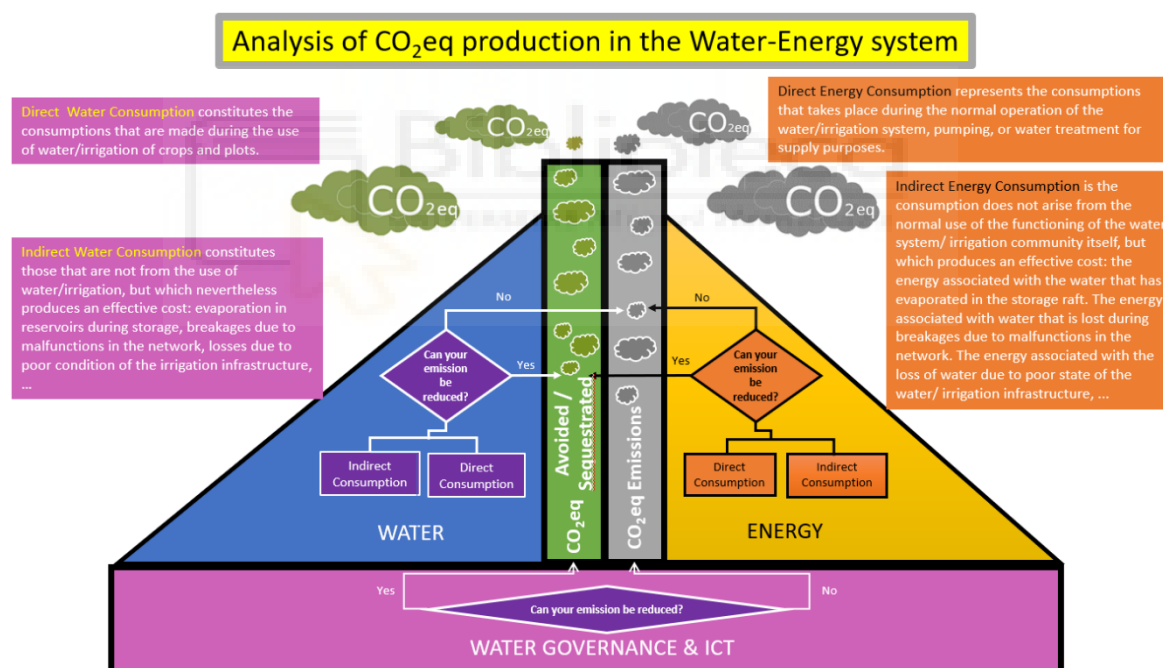 Analysis of CO₂eq production in the Water-Energy system
Direct Water Consumption constitutes the
consumptions that are made during the use
of water/irrigation of crops and plots.
Indirect Water Consumption constitutes
those that are not from the use of
water/irrigation, but which nevertheless
produces an effective cost: evaporation in
reservoirs during storage, breakages due to
malfunctions in the network, losses due to
poor condition of the irrigation infrastructure,
...
CO₂eq
CO₂eq
CO₂eq
CO₂eq
Direct Energy Consumption represents the consumptions
that takes place during the normal operation of the
water/irrigation system, pumping, or water treatment for
supply purposes.
Indirect Energy Consumption is the
consumption does not arise from the
normal use of the functioning of the water
system/ irrigation community itself, but
which produces an effective cost: the
energy associated with the water that has
evaporated in the storage raft. The energy
associated with water that is lost during
breakages due to malfunctions in the
network. The energy associated with the
loss of water due to poor state of the
water/ irrigation infrastructure, ...
No
Can your
emission
be
reduced?
Yes
Indirect
Consumption
Direct
Consumption
WATER
CO₂eq Avoided /
Sequestrated
CO₂eq Emissions
No
Can your
emission
be
reduced?
Yes
Direct
Consumption
Indirect
Consumption
ENERGY
Yes
Can your emission be reduced?
No
WATER GOVERNANCE & ICT